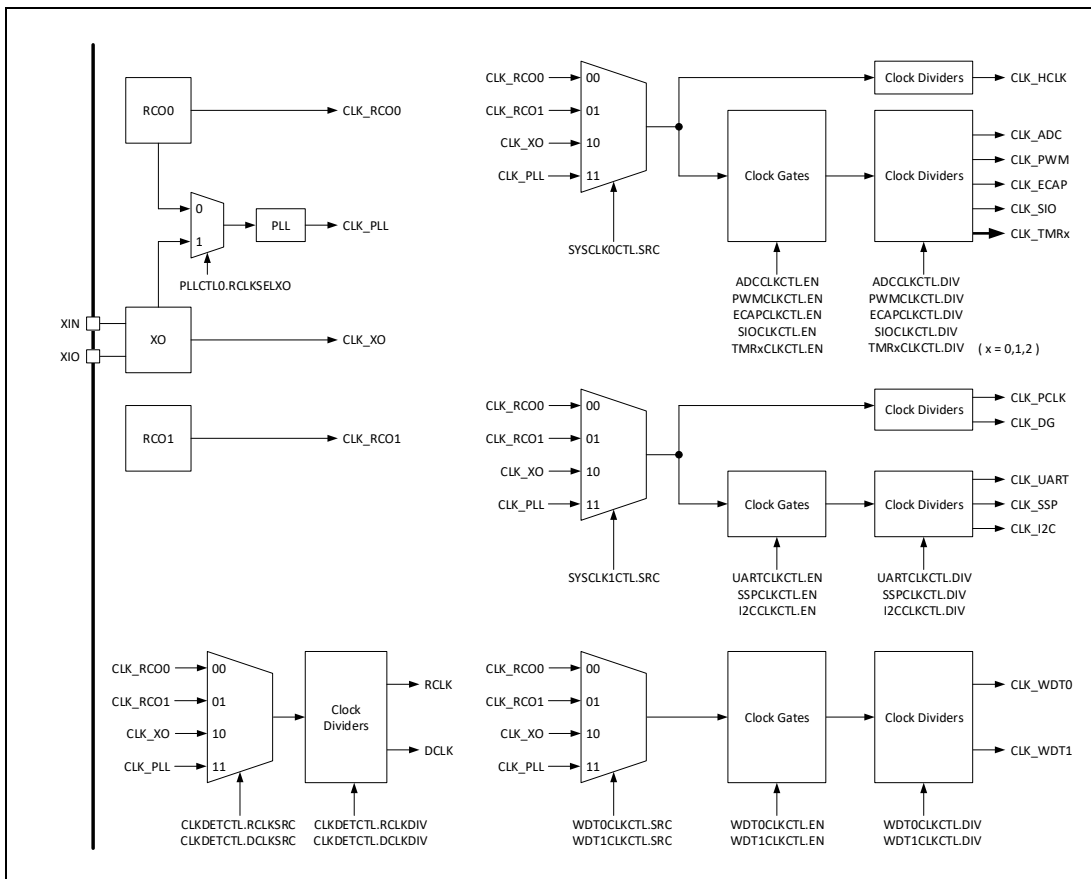 RCO0
CLK_RCO0
0
1
PLL
CLK_PLL
PLLCTL0.RCLKSELXO
XIN
XIO
XO
CLK_XO
RCO1
CLK_RCO1
CLK_RCO0
CLK_RCO1
CLK_XO
CLK_PLL
00
01
10
11
SYSCLK0CTL.SRC
Clock Dividers
CLK_HCLK
Clock Gates
Clock Dividers
CLK_ADC
CLK_PWM
CLK_ECAP
CLK_SIO
CLK_TMRx
ADCCLKCTL.EN
PWMCLKCTL.EN
ECAPCLKCTL.EN
SIOCLKCTL.EN
TMRxCLKCTL.EN
ADCCLKCTL.DIV
PWMCLKCTL.DIV
ECAPCLKCTL.DIV
SIOCLKCTL.DIV
TMRxCLKCTL.DIV ( x = 0,1,2 )
CLK_RCO0
CLK_RCO1
CLK_XO
CLK_PLL
00
01
10
11
SYSCLK1CTL.SRC
Clock Dividers
CLK_PCLK
CLK_DG
Clock Gates
Clock Dividers
CLK_UART
CLK_SSP
CLK_I2C
UARTCLKCTL.EN
SSPCLKCTL.EN
I2CCLKCTL.EN
UARTCLKCTL.DIV
SSPCLKCTL.DIV
I2CCLKCTL.DIV
CLK_RCO0
CLK_RCO1
CLK_XO
CLK_PLL
00
01
10
11
Clock
Dividers
RCLK
DCLK
CLKDETCTL.RCLKSRC
CLKDETCTL.DCLKSRC
CLKDETCTL.RCLKDIV
CLKDETCTL.DCLKDIV
CLK_RCO0
CLK_RCO1
CLK_XO
CLK_PLL
00
01
10
11
Clock Gates
Clock Dividers
CLK_WDT0
CLK_WDT1
WDT0CLKCTL.SRC
WDT1CLKCTL.SRC
WDT0CLKCTL.EN
WDT1CLKCTL.EN
WDT0CLKCTL.DIV
WDT1CLKCTL.DIV